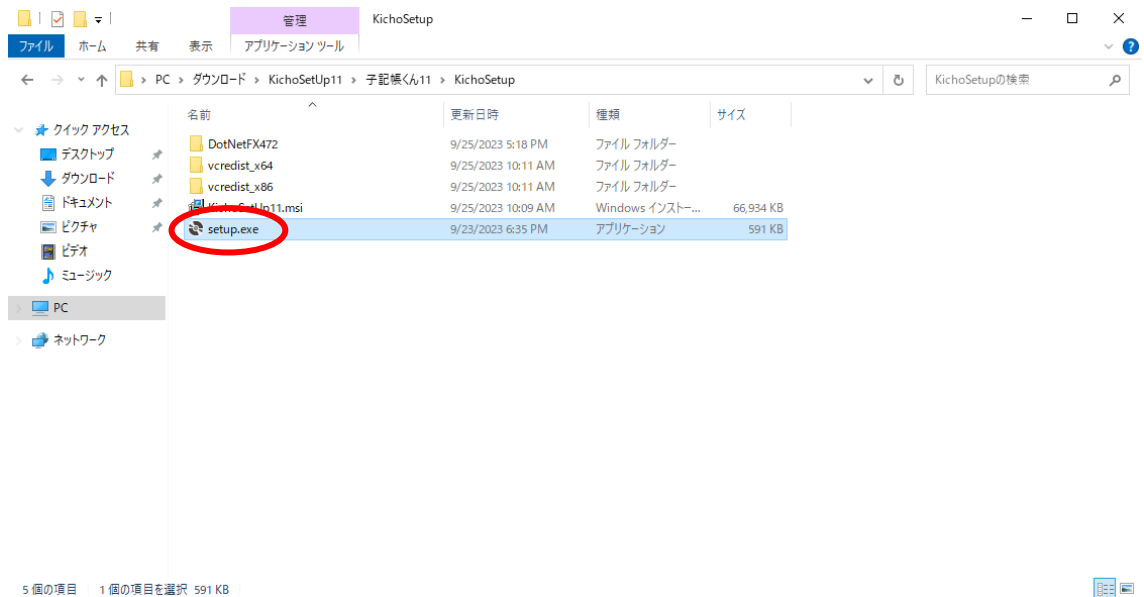 管理 KichoSetup
ファイル ホーム 共有 表示 アプリケーション ツール
PC › ダウンロード › KichoSetUp11 › 子記帳くん11 › KichoSetup KichoSetupの検索
名前 更新日時 種類 サイズ
クイック アクセス
デスクトップ
ダウンロード
ドキュメント
ピクチャ
ビデオ
ミュージック
PC
ネットワーク
DotNetFX472 9/25/2023 5:18 PM ファイル フォルダー
vcredist_x64 9/25/2023 10:11 AM ファイル フォルダー
vcredist_x86 9/25/2023 10:11 AM ファイル フォルダー
KichoSetUp11.msi 9/25/2023 10:09 AM Windows インストー... 66,934 KB
setup.exe 9/23/2023 6:35 PM アプリケーション 591 KB
5 個の項目 1 個の項目を選択 591 KB